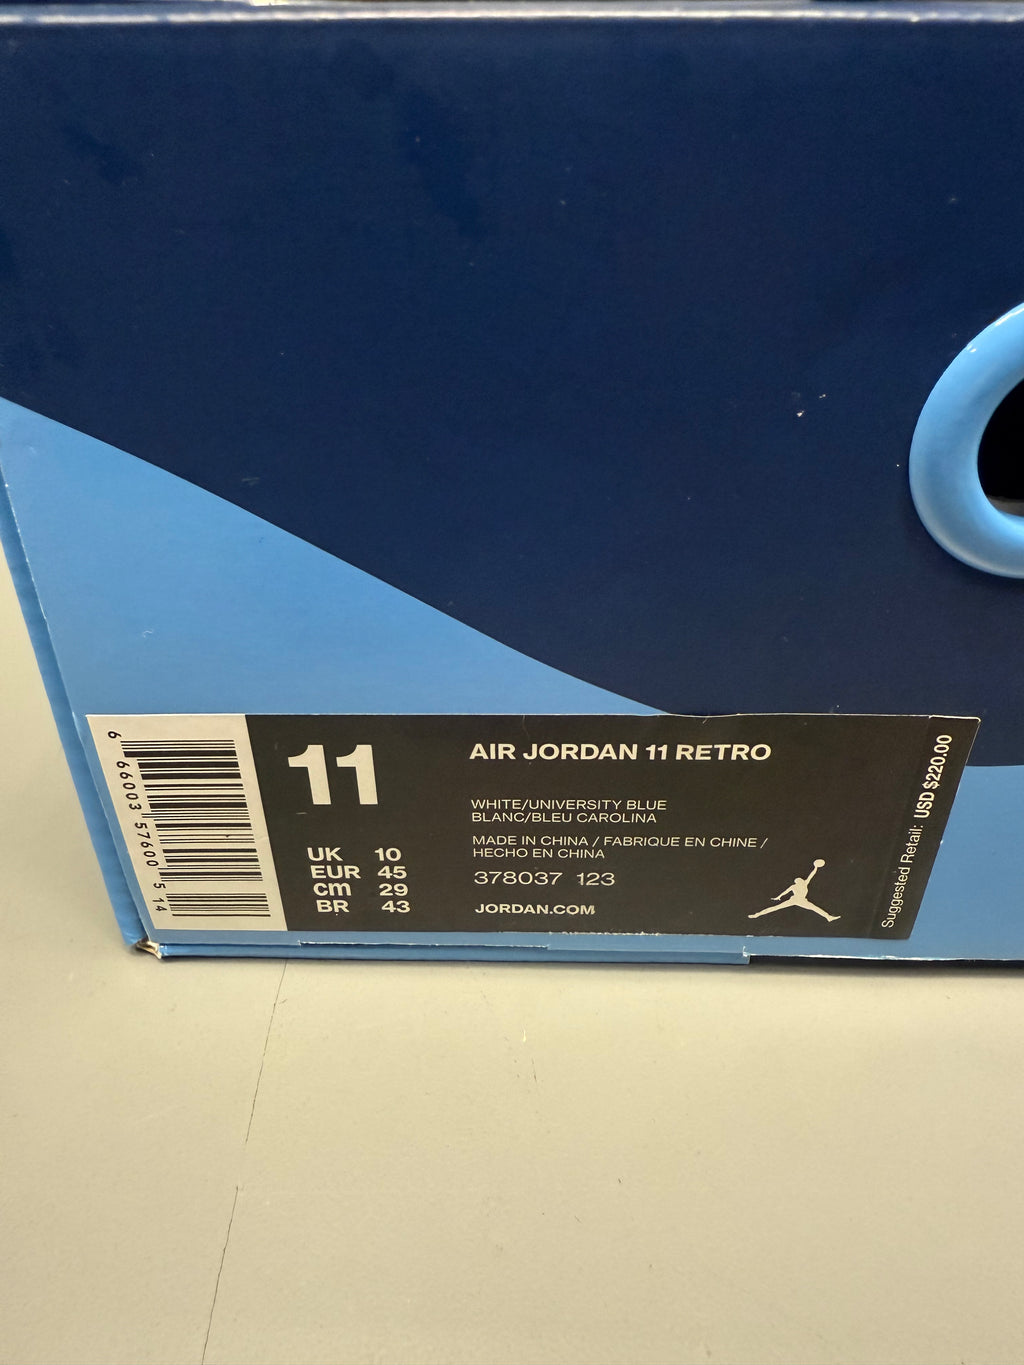 6 66003 57600 5 14
11
UK 10
EUR 45
cm 29
BR 43
AIR JORDAN 11 RETRO
WHITE/UNIVERSITY BLUE
BLANC/BLEU CAROLINA
MADE IN CHINA / FABRIQUE EN CHINE /
HECHO EN CHINA
378037 123
JORDAN.COM
Suggested Retail: USD $220.00